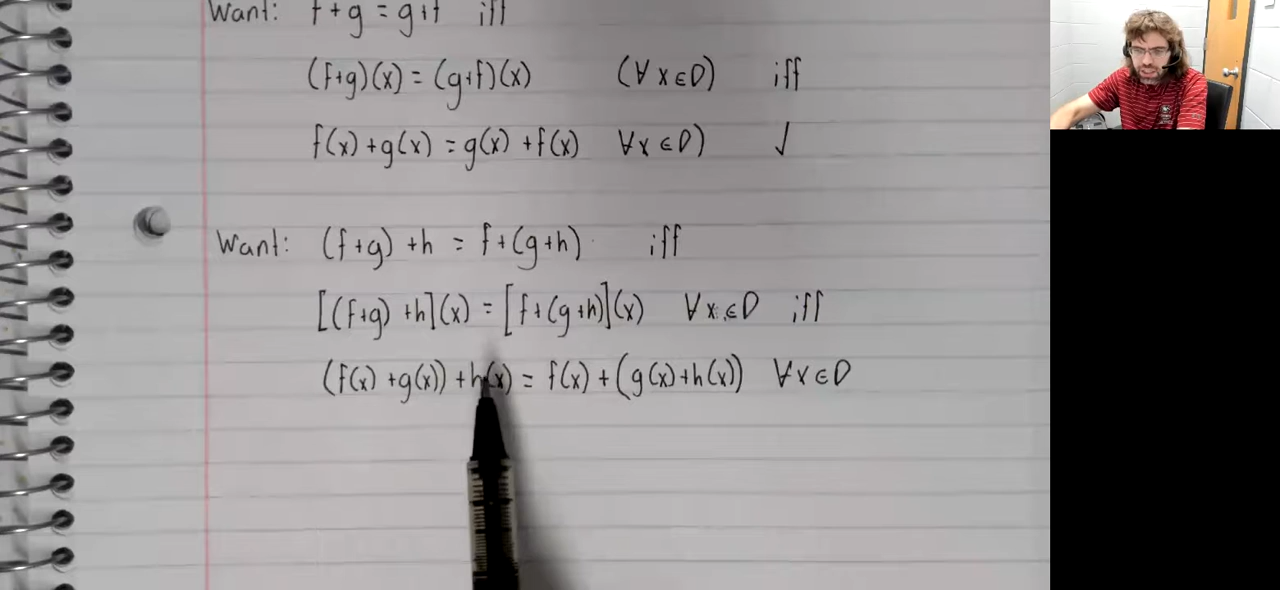 Want: f+g = g+f iff
(f+g)(x) = (g+f)(x) (∀x∈D) iff
f(x)+g(x) = g(x)+f(x) ∀x∈D) ✓
Want: (f+g)+h = f+(g+h) iff
[(f+g)+h](x) = [f+(g+h)](x) ∀x∈D iff
(f(x)+g(x))+h(x) = f(x)+(g(x)+h(x)) ∀x∈D